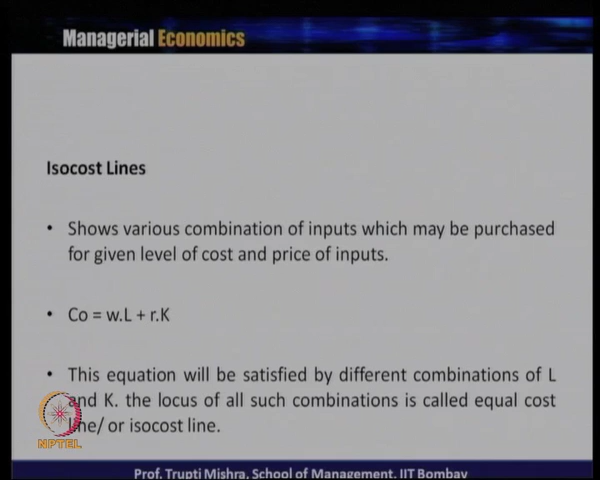 Managerial Economics
Isocost Lines
• Shows various combination of inputs which may be purchased
for given level of cost and price of inputs.
• Co = w.L + r.K
• This equation will be satisfied by different combinations of L
and K. the locus of all such combinations is called equal cost
line/ or isocost line.
NPTEL
Prof. Trupti Mishra, School of Management, IIT Bombay